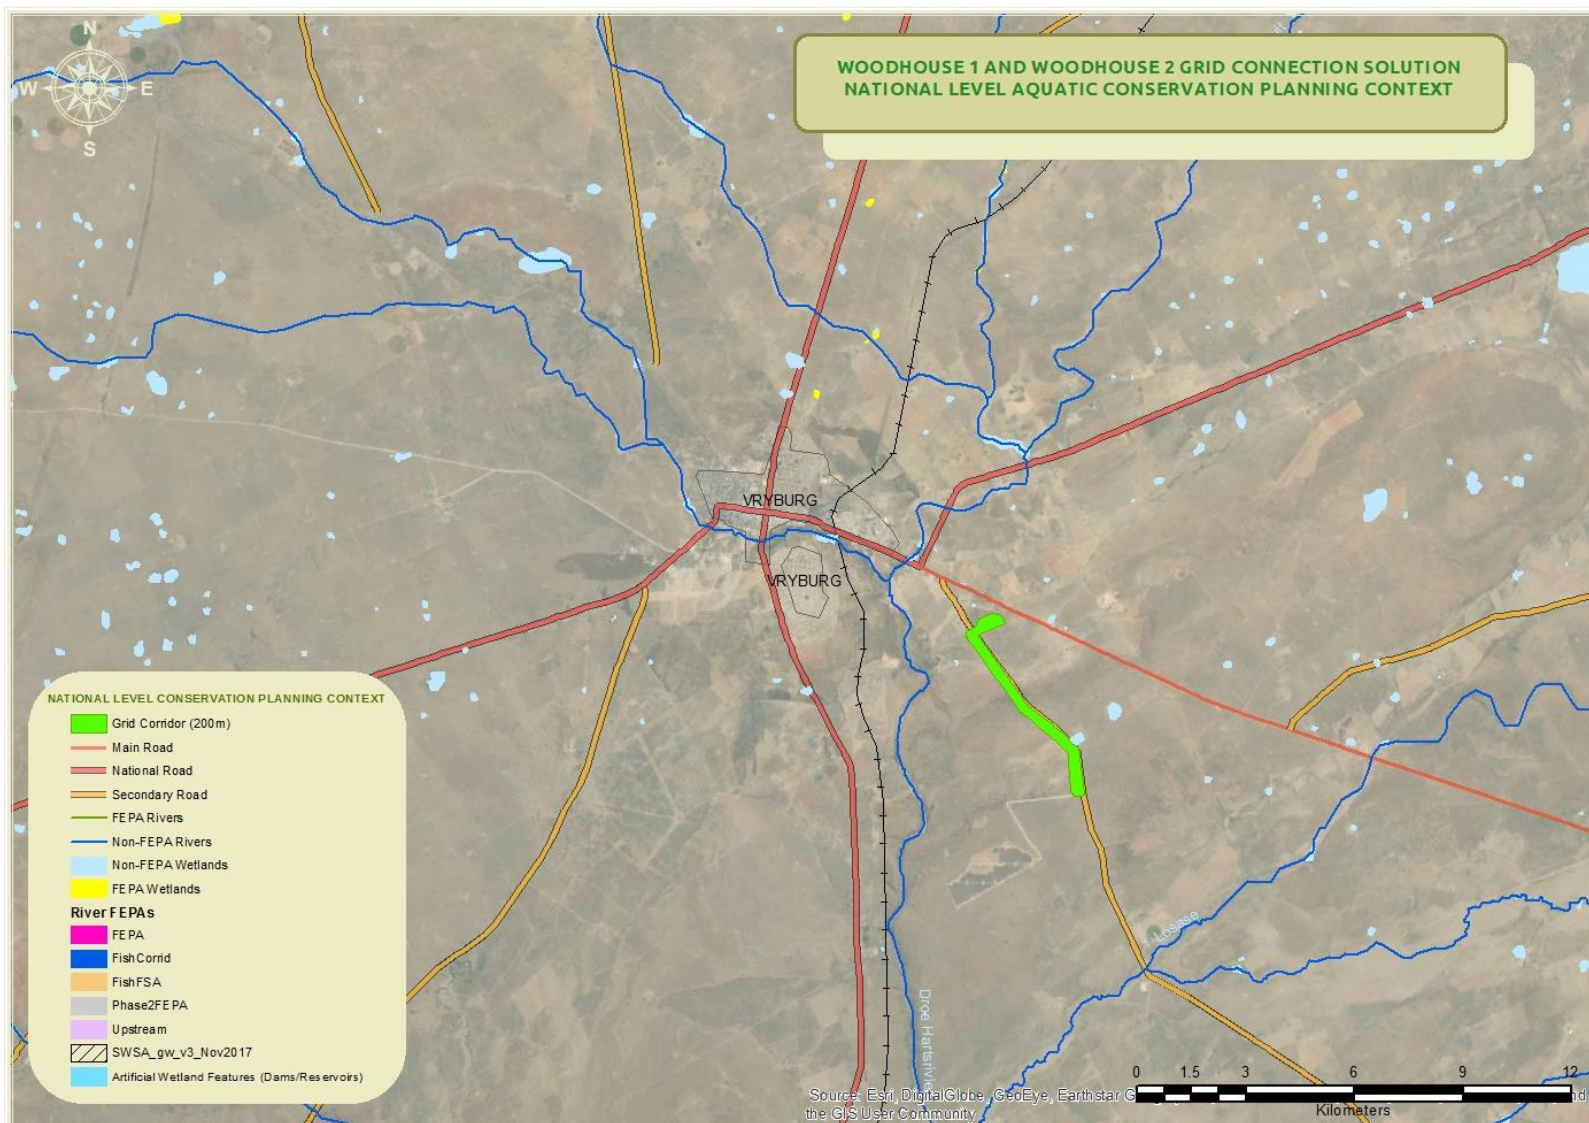 N
W E
S
WOODHOUSE 1 AND WOODHOUSE 2 GRID CONNECTION SOLUTION
NATIONAL LEVEL AQUATIC CONSERVATION PLANNING CONTEXT
VRYBURG
VRYBURG
NATIONAL LEVEL CONSERVATION PLANNING CONTEXT
Grid Corridor (200m)
Main Road
National Road
Secondary Road
FEPA Rivers
Non-FEPA Rivers
Non-FEPA Wetlands
FEPA Wetlands
River FEPAs
FEPA
FishCorrid
FishFSA
Phase2FEPA
Upstream
SWSA_gw_v3_Nov2017
Artificial Wetland Features (Dams/Reservoirs)
Losase
Droe Hartsrivier
0 1.5 3 6 9 12
Kilometers
Source: Esri, DigitalGlobe, GeoEye, Earthstar
the GIS User Community